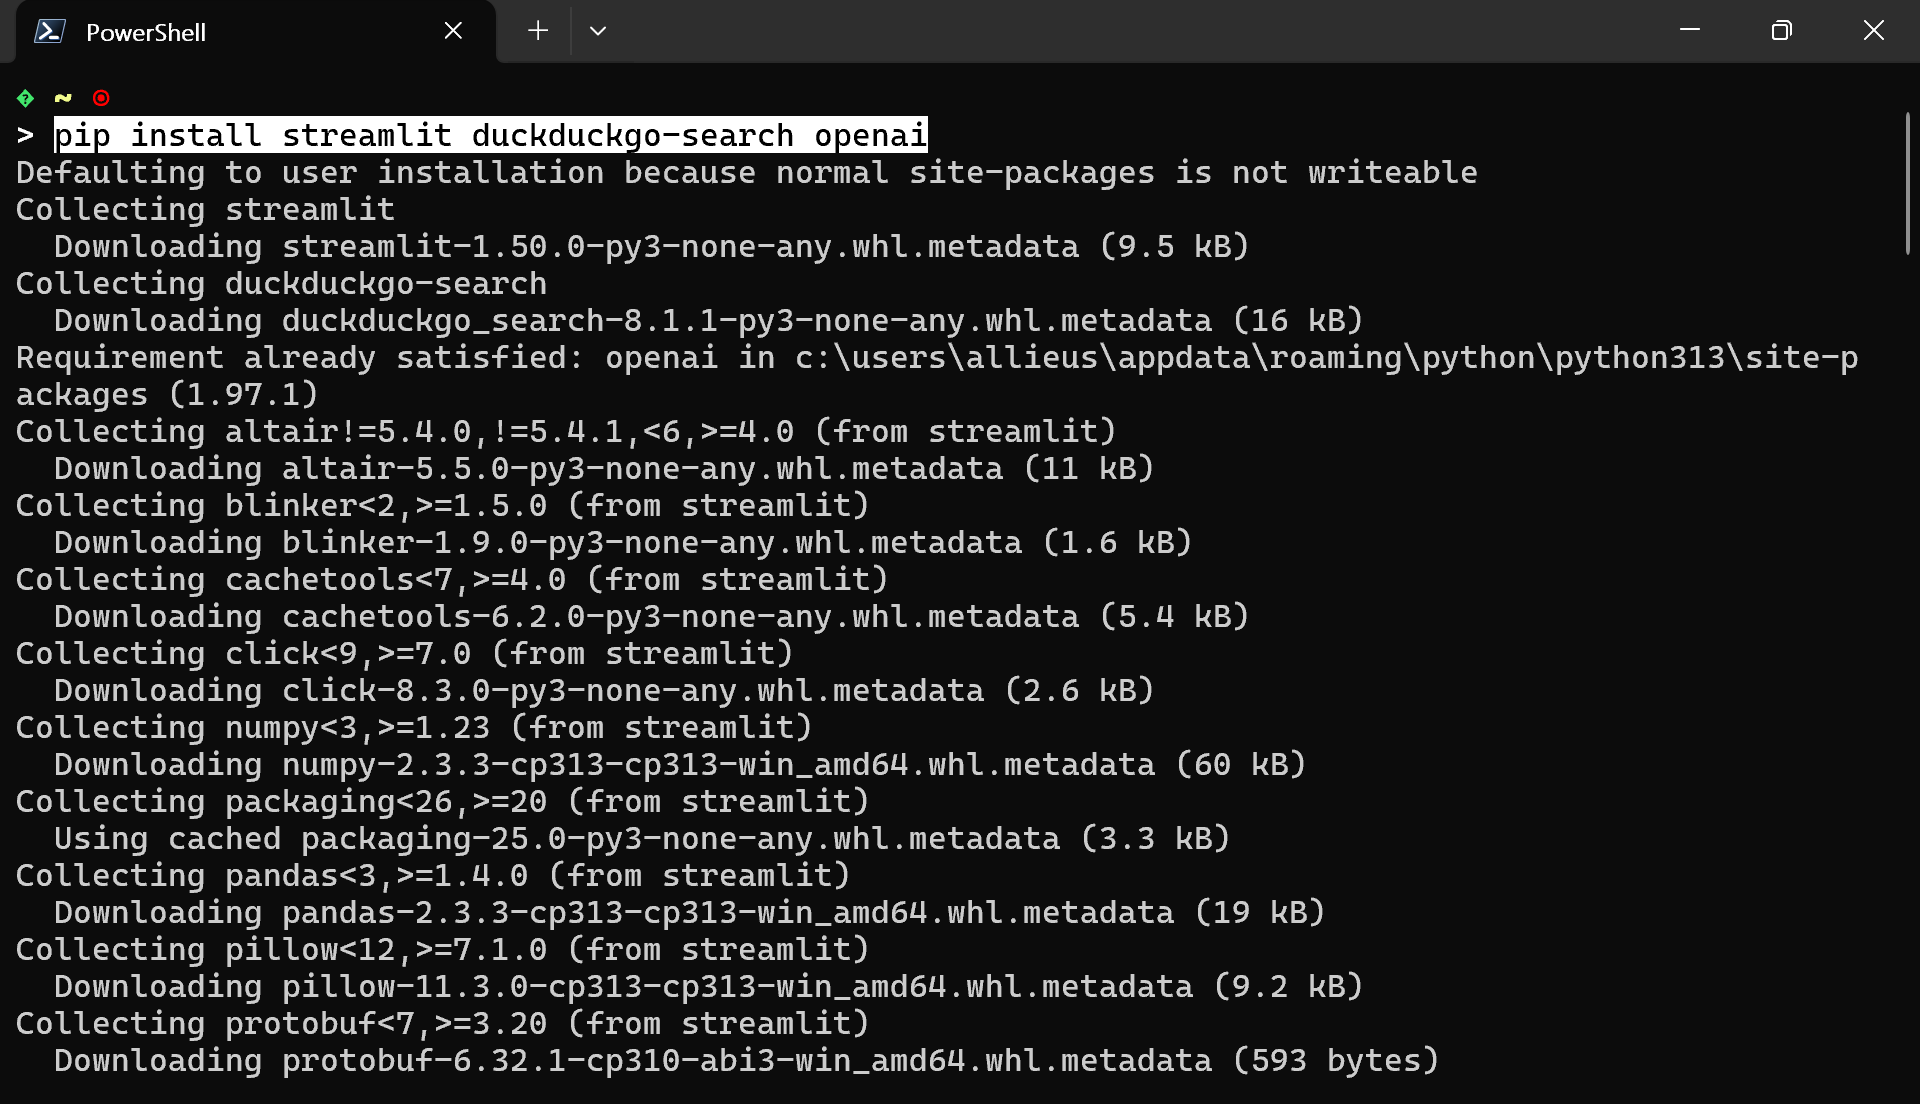 PowerShell
~
> pip install streamlit duckduckgo-search openai
Defaulting to user installation because normal site-packages is not writeable
Collecting streamlit
  Downloading streamlit-1.50.0-py3-none-any.whl.metadata (9.5 kB)
Collecting duckduckgo-search
  Downloading duckduckgo_search-8.1.1-py3-none-any.whl.metadata (16 kB)
Requirement already satisfied: openai in c:\users\allieus\appdata\roaming\python\python313\site-p
ackages (1.97.1)
Collecting altair!=5.4.0,!=5.4.1,<6,>=4.0 (from streamlit)
  Downloading altair-5.5.0-py3-none-any.whl.metadata (11 kB)
Collecting blinker<2,>=1.5.0 (from streamlit)
  Downloading blinker-1.9.0-py3-none-any.whl.metadata (1.6 kB)
Collecting cachetools<7,>=4.0 (from streamlit)
  Downloading cachetools-6.2.0-py3-none-any.whl.metadata (5.4 kB)
Collecting click<9,>=7.0 (from streamlit)
  Downloading click-8.3.0-py3-none-any.whl.metadata (2.6 kB)
Collecting numpy<3,>=1.23 (from streamlit)
  Downloading numpy-2.3.3-cp313-cp313-win_amd64.whl.metadata (60 kB)
Collecting packaging<26,>=20 (from streamlit)
  Using cached packaging-25.0-py3-none-any.whl.metadata (3.3 kB)
Collecting pandas<3,>=1.4.0 (from streamlit)
  Downloading pandas-2.3.3-cp313-cp313-win_amd64.whl.metadata (19 kB)
Collecting pillow<12,>=7.1.0 (from streamlit)
  Downloading pillow-11.3.0-cp313-cp313-win_amd64.whl.metadata (9.2 kB)
Collecting protobuf<7,>=3.20 (from streamlit)
  Downloading protobuf-6.32.1-cp310-abi3-win_amd64.whl.metadata (593 bytes)